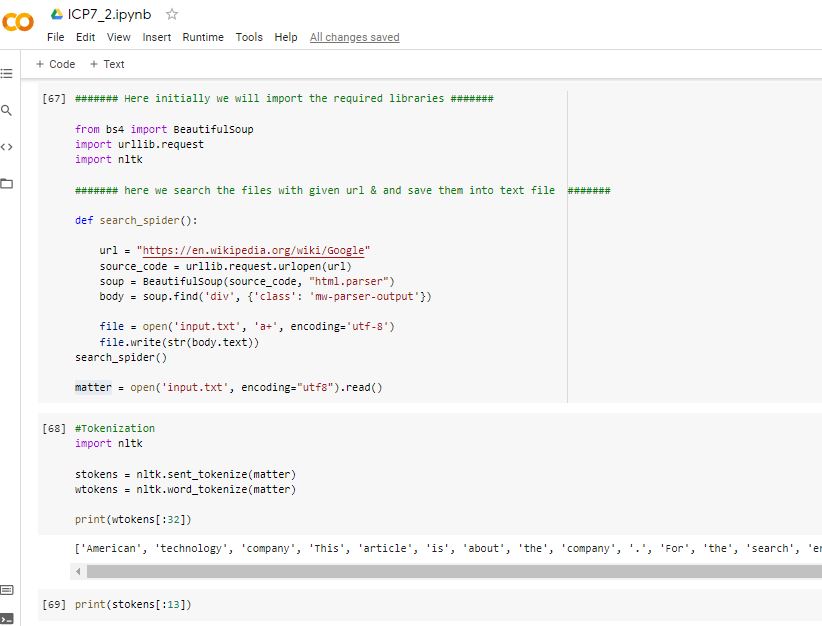 ICP7_2.ipynb
File Edit View Insert Runtime Tools Help All changes saved
+ Code + Text
[67] ####### Here initially we will import the required libraries #######
from bs4 import BeautifulSoup
import urllib.request
import nltk
####### here we search the files with given url & and save them into text file #######
def search_spider():
url = "https://en.wikipedia.org/wiki/Google"
source_code = urllib.request.urlopen(url)
soup = BeautifulSoup(source_code, "html.parser")
body = soup.find('div', {'class': 'mw-parser-output'})
file = open('input.txt', 'a+', encoding='utf-8')
file.write(str(body.text))
search_spider()
matter = open('input.txt', encoding="utf8").read()
[68] #Tokenization
import nltk
stokens = nltk.sent_tokenize(matter)
wtokens = nltk.word_tokenize(matter)
print(wtokens[:32])
['American', 'technology', 'company', 'This', 'article', 'is', 'about', 'the', 'company', '.', 'For', 'the', 'search',
[69] print(stokens[:13])